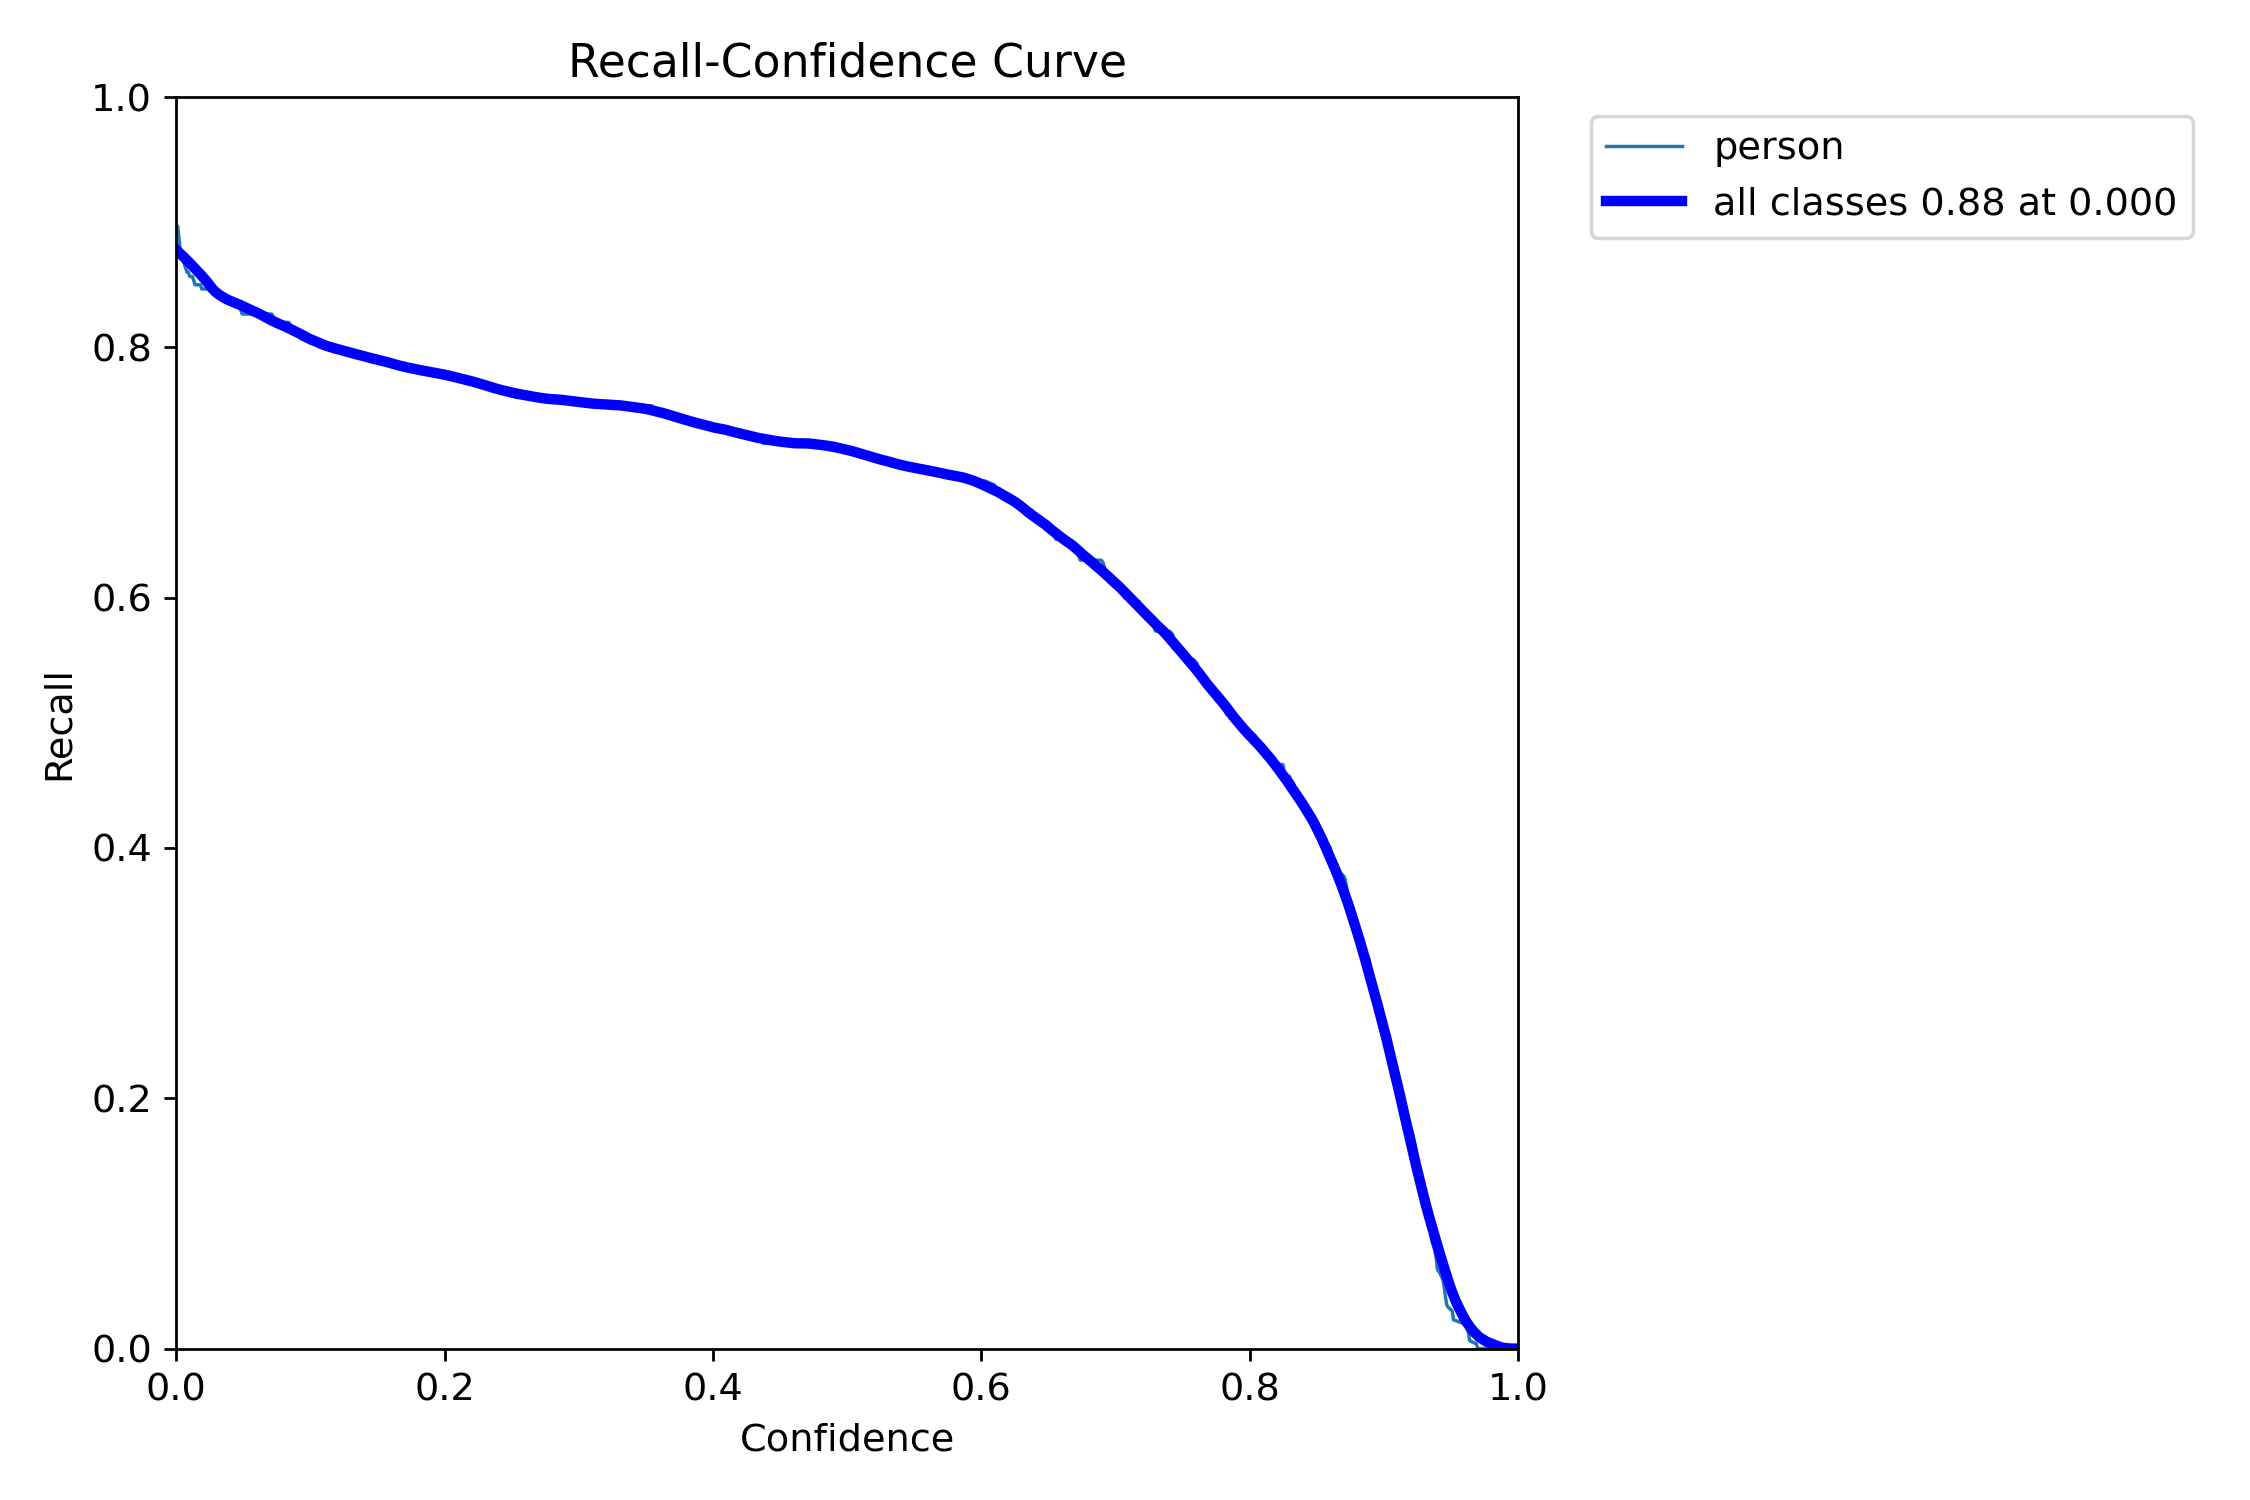 Recall-Confidence Curve
person
all classes 0.88 at 0.000
1.0
0.8
0.6
0.4
0.2
0.0
Recall
0.0 0.2 0.4 0.6 0.8 1.0
Confidence